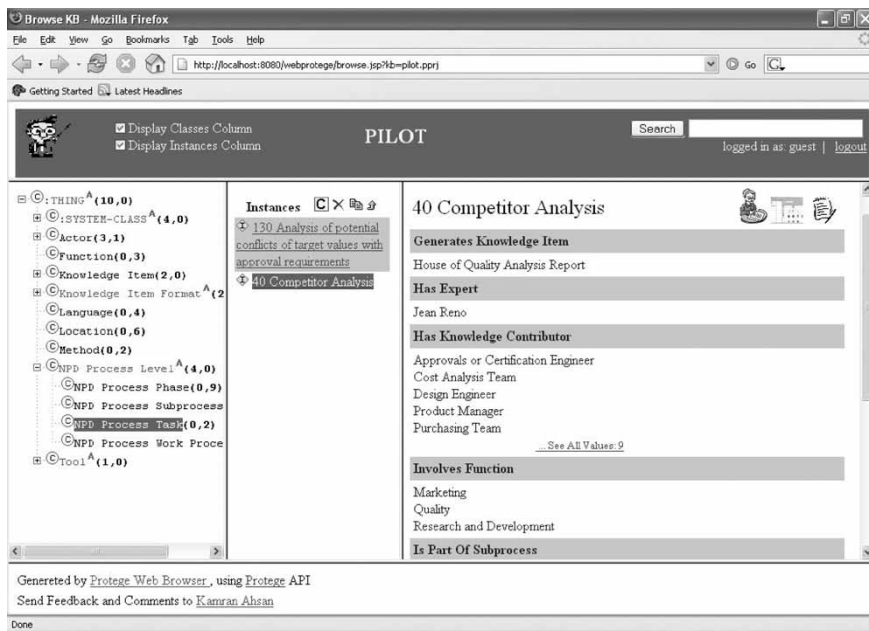 Browse KB - Mozilla Firefox
File Edit View Go Bookmarks Tab Tools Help
http://localhost:8080/webprotege/browse.jsp?kb=pilot.pprj
Go
G
Getting Started Latest Headlines
Display Classes Column
Display Instances Column
PILOT
Search
logged in as: guest | logout
C:THING A (10,0)
C:SYSTEM-CLASS A (4,0)
C Actor(3,1)
C Function(0,3)
C Knowledge Item(2,0)
C Knowledge Item Format A (2
C Language(0,4)
C Location(0,6)
C Method(0,2)
C NPD Process Level A (4,0)
C NPD Process Phase(0,9)
C NPD Process Subprocess
C NPD Process Task(0,2)
C NPD Process Work Proce
C Tool A (1,0)
Instances C
I 130 Analysis of potential
conflicts of target values with
approval requirements
I 40 Competitor Analysis
40 Competitor Analysis
Generates Knowledge Item
House of Quality Analysis Report
Has Expert
Jean Reno
Has Knowledge Contributor
Approvals or Certification Engineer
Cost Analysis Team
Design Engineer
Product Manager
Purchasing Team
... See All Values: 9
Involves Function
Marketing
Quality
Research and Development
Is Part Of Subprocess
Genereted by Protege Web Browser , using Protege API
Send Feedback and Comments to Kamran Ahsan
Done